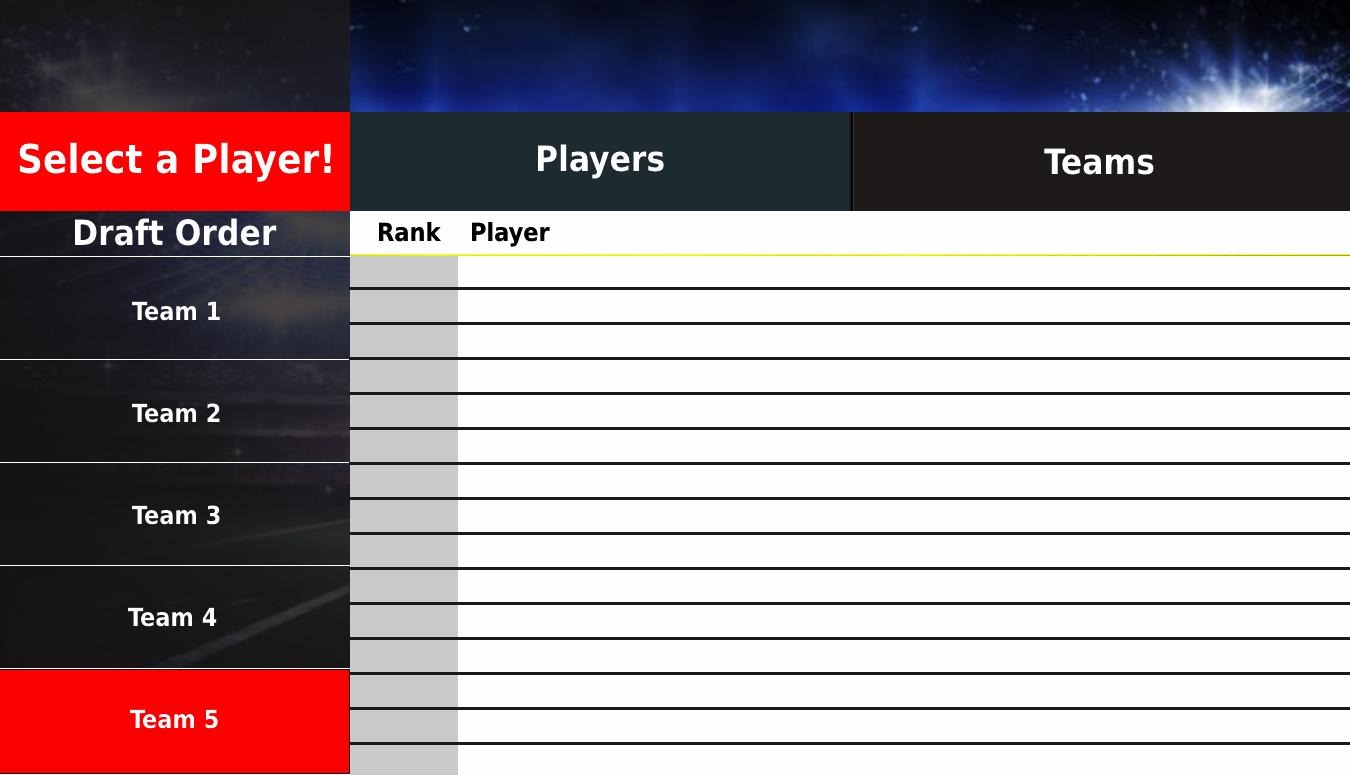 Select a Player!
Players
Teams
Draft Order
Rank
Player
Team 1
Team 2
Team 3
Team 4
Team 5